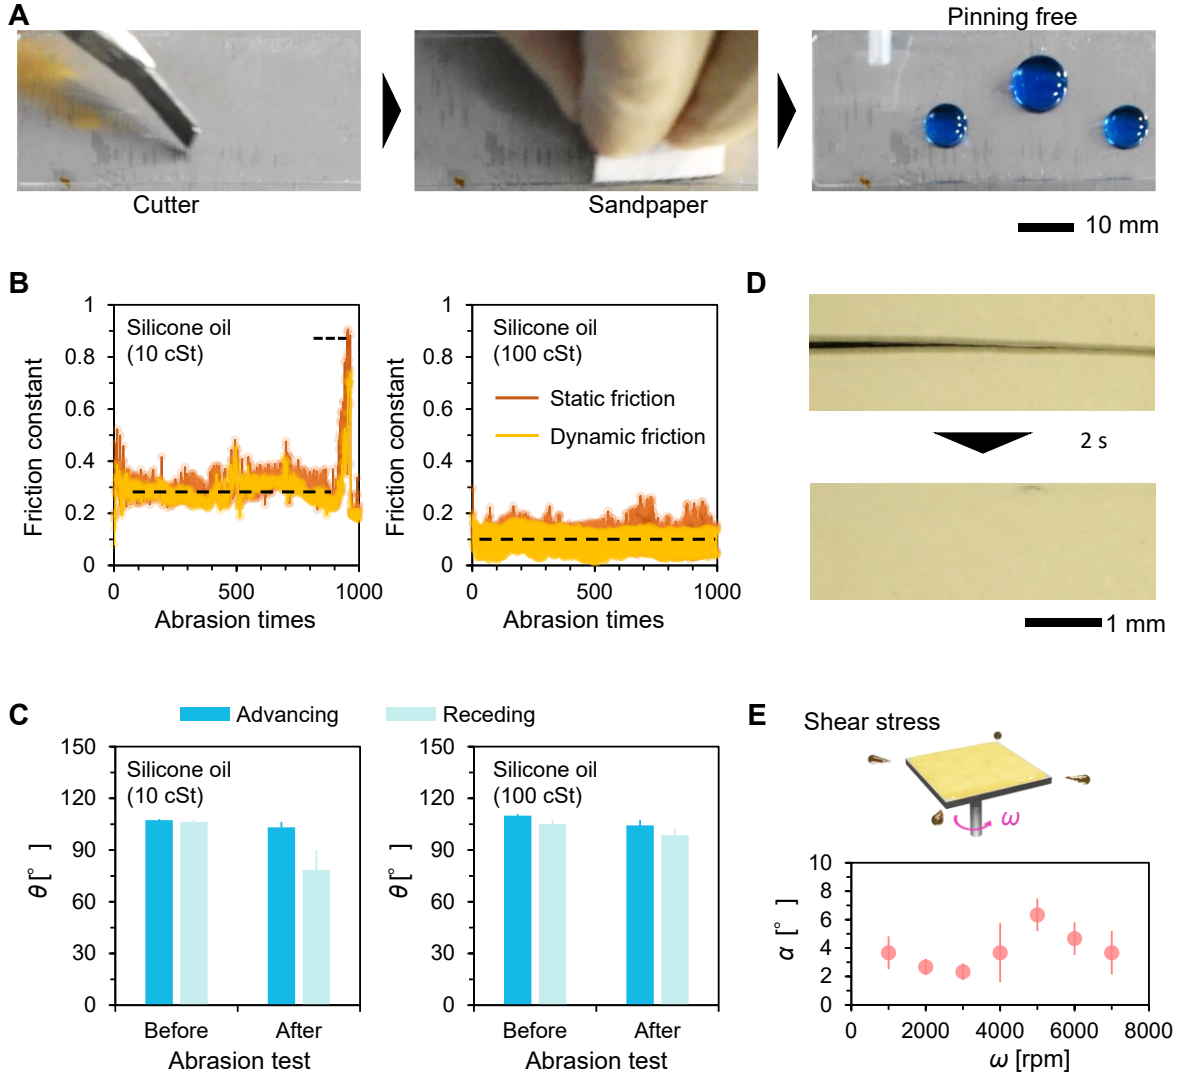 A
Pinning free
Cutter
Sandpaper
10 mm
B
Silicone oil
(10 cSt)
Friction constant
1
0.8
0.6
0.4
0.2
0
0
500
1000
Abrasion times
Silicone oil
(100 cSt)
Static friction
Dynamic friction
Friction constant
1
0.8
0.6
0.4
0.2
0
0
500
1000
Abrasion times
D
2 s
1 mm
C
Advancing
Receding
Silicone oil
(10 cSt)
θ [° ]
150
120
90
60
30
0
Before
After
Abrasion test
Silicone oil
(100 cSt)
θ [° ]
150
120
90
60
30
0
Before
After
Abrasion test
E
Shear stress
ω
α [° ]
10
8
6
4
2
0
0
2000
4000
6000
8000
ω [rpm]